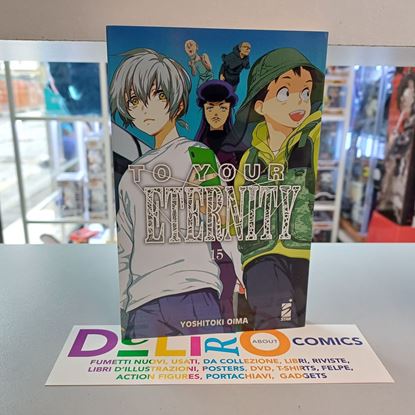 TO YOUR
ETERNITY
15
YOSHITOKI OIMA
STAR
DELIRIO ABOUT COMICS
FUMETTI NUOVI, USATI, DA COLLEZIONE, LIBRI, RIVISTE,
LIBRI D'ILLUSTRAZIONI, POSTERS, DVD, T-SHIRTS, FELPE,
ACTION FIGURES, PORTACHIAVI, GADGETS